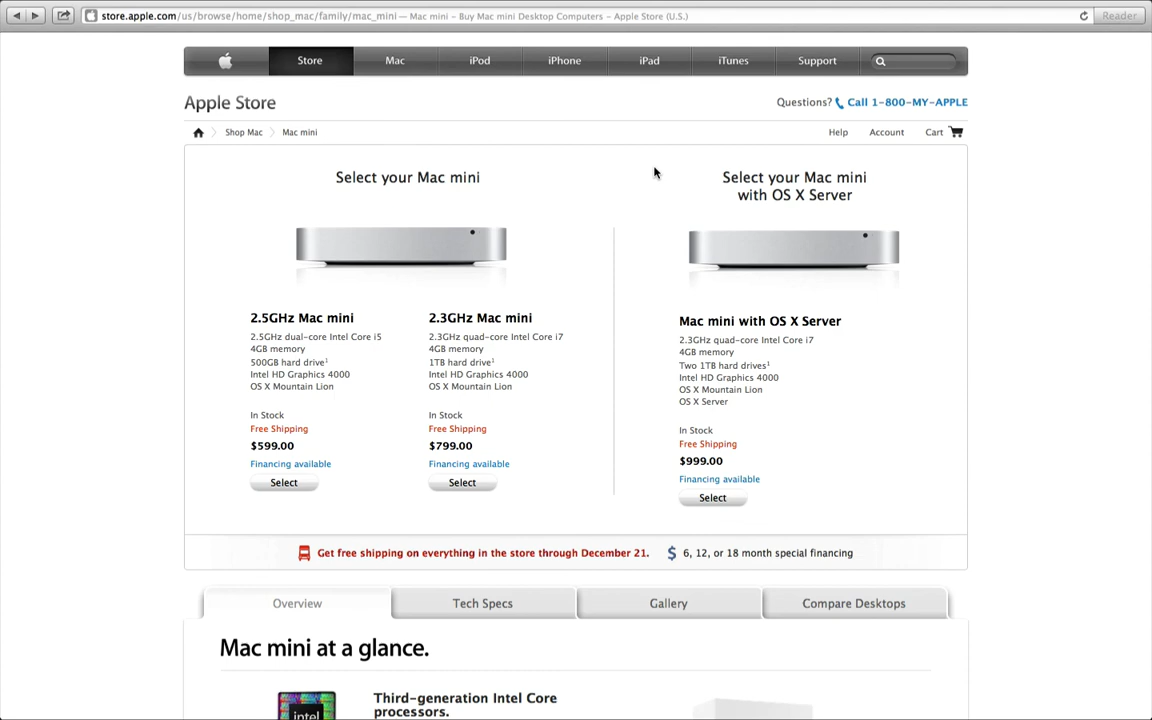 store.apple.com/us/browse/home/shop_mac/family/mac_mini — Mac mini – Buy Mac mini Desktop Computers – Apple Store (U.S.)
Reader
Store
Mac
iPod
iPhone
iPad
iTunes
Support
Apple Store
Questions? Call 1-800-MY-APPLE
Shop Mac
Mac mini
Help
Account
Cart
Select your Mac mini
2.5GHz Mac mini
2.5GHz dual-core Intel Core i5
4GB memory
500GB hard drive¹
Intel HD Graphics 4000
OS X Mountain Lion
In Stock
Free Shipping
$599.00
Financing available
Select
2.3GHz Mac mini
2.3GHz quad-core Intel Core i7
4GB memory
1TB hard drive¹
Intel HD Graphics 4000
OS X Mountain Lion
In Stock
Free Shipping
$799.00
Financing available
Select
Select your Mac mini
with OS X Server
Mac mini with OS X Server
2.3GHz quad-core Intel Core i7
4GB memory
Two 1TB hard drives¹
Intel HD Graphics 4000
OS X Mountain Lion
OS X Server
In Stock
Free Shipping
$999.00
Financing available
Select
Get free shipping on everything in the store through December 21.
$ 6, 12, or 18 month special financing
Overview
Tech Specs
Gallery
Compare Desktops
Mac mini at a glance.
intel
Third-generation Intel Core
processors.